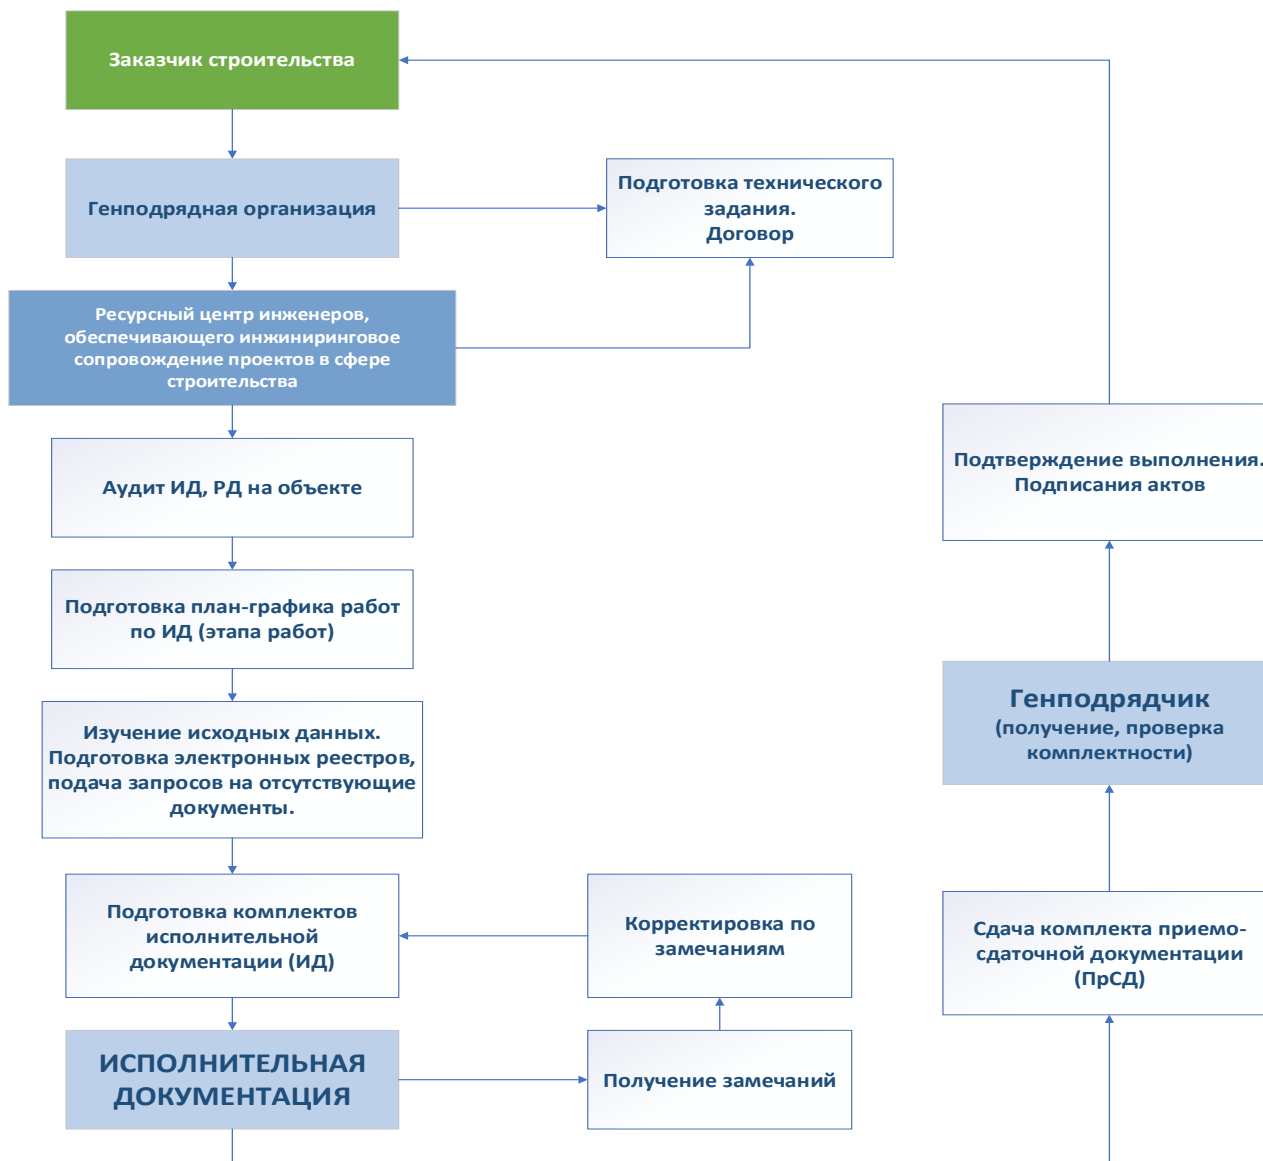 Заказчик строительства
Генподрядная организация
Подготовка технического
задания.
Договор
Ресурсный центр инженеров,
обеспечивающего инжиниринговое
сопровождение проектов в сфере
строительства
Аудит ИД, РД на объекте
Подготовка план-графика работ
по ИД (этапа работ)
Изучение исходных данных.
Подготовка электронных реестров,
подача запросов на отсутствующие
документы.
Подготовка комплектов
исполнительной
документации (ИД)
Корректировка по
замечаниям
ИСПОЛНИТЕЛЬНАЯ
ДОКУМЕНТАЦИЯ
Получение замечаний
Подтверждение выполнения.
Подписания актов
Генподрядчик
(получение, проверка
комплектности)
Сдача комплекта приемо-
сдаточной документации
(ПрСД)